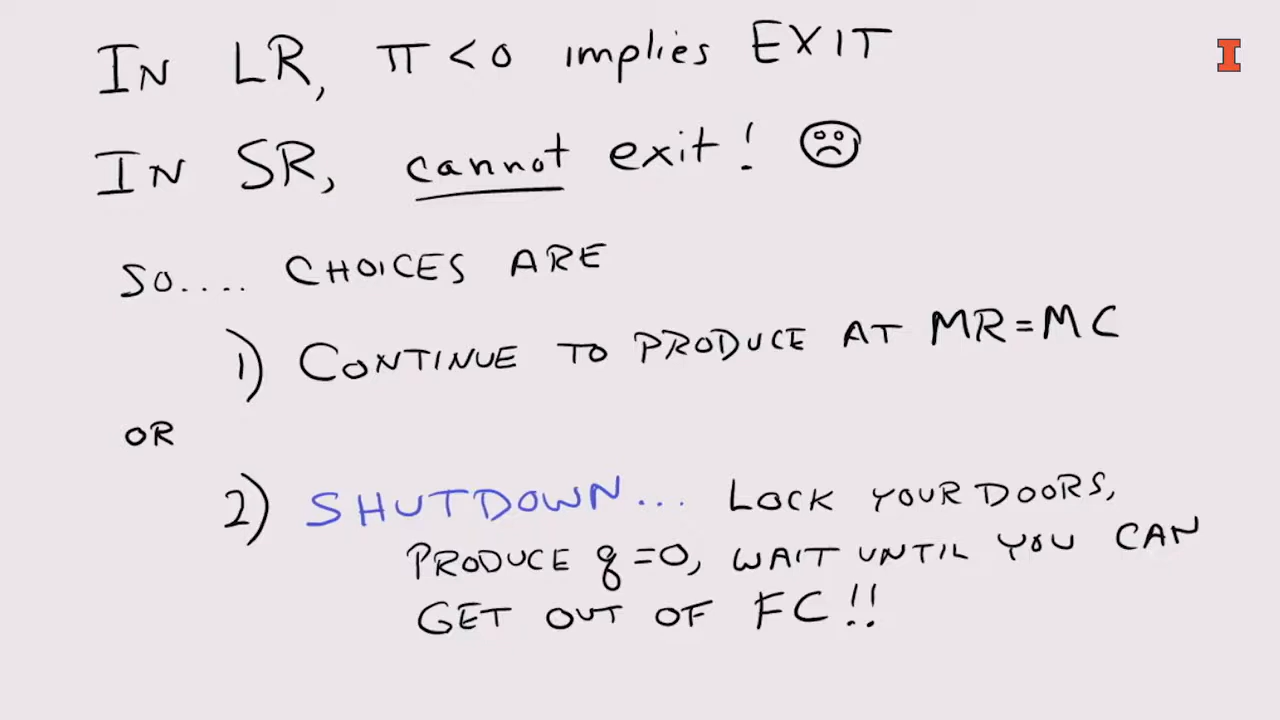 IN LR, π < 0 implies EXIT
IN SR, cannot exit!
SO.... CHOICES ARE
1) CONTINUE TO PRODUCE AT MR=MC
OR
2) SHUTDOWN... LOCK YOUR DOORS,
PRODUCE q=0, WAIT UNTIL YOU CAN
GET OUT OF FC!!
I